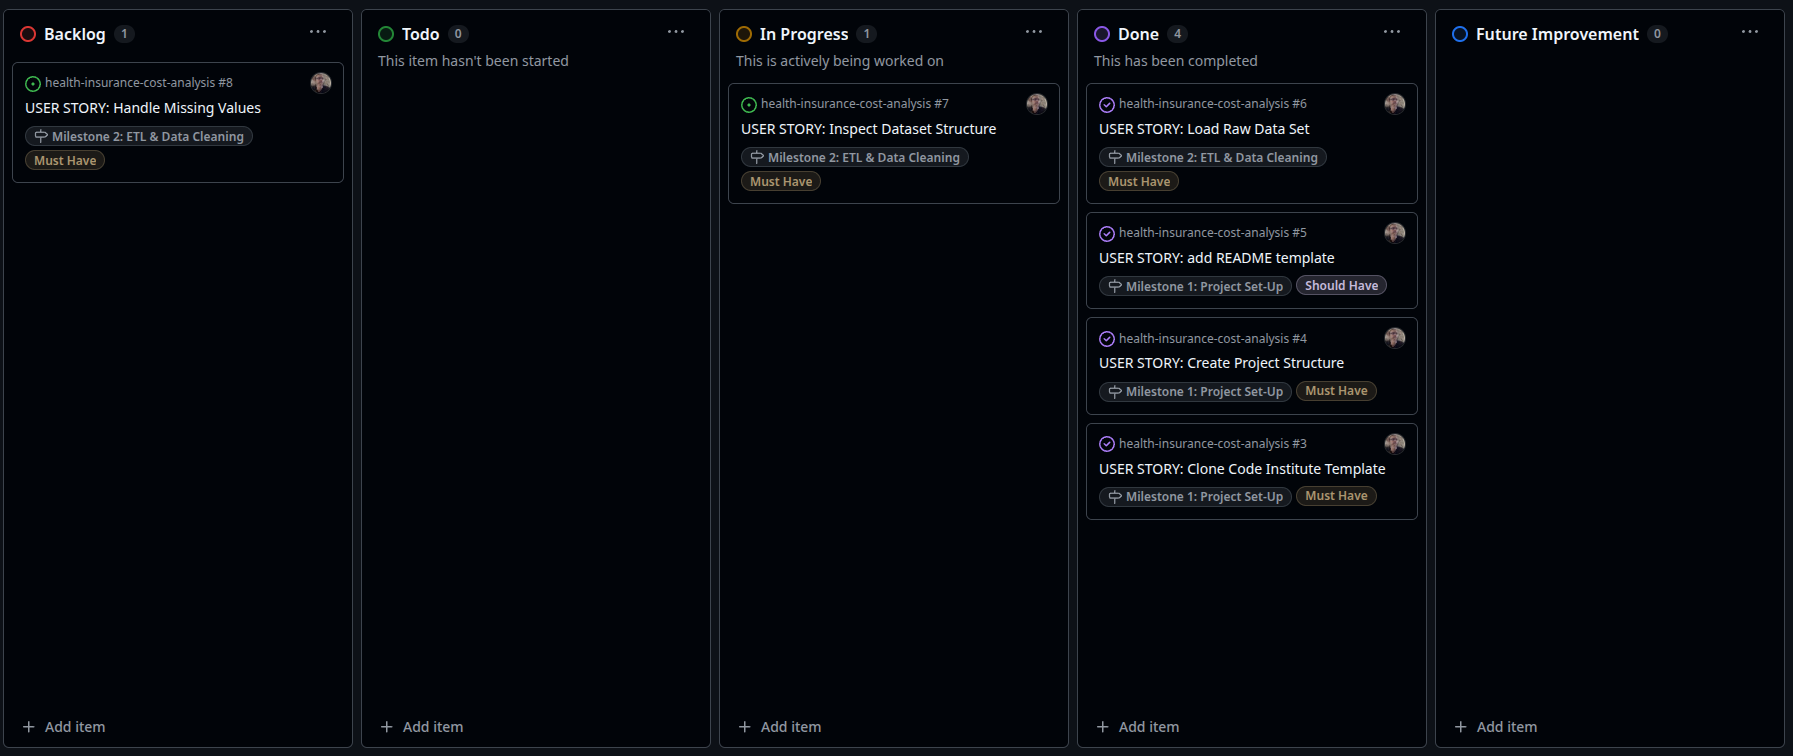 Backlog 1
health-insurance-cost-analysis #8
USER STORY: Handle Missing Values
Milestone 2: ETL & Data Cleaning
Must Have
Add item
Todo 0
This item hasn't been started
Add item
In Progress 1
This is actively being worked on
health-insurance-cost-analysis #7
USER STORY: Inspect Dataset Structure
Milestone 2: ETL & Data Cleaning
Must Have
Add item
Done 4
This has been completed
health-insurance-cost-analysis #6
USER STORY: Load Raw Data Set
Milestone 2: ETL & Data Cleaning
Must Have
health-insurance-cost-analysis #5
USER STORY: add README template
Milestone 1: Project Set-Up Should Have
health-insurance-cost-analysis #4
USER STORY: Create Project Structure
Milestone 1: Project Set-Up Must Have
health-insurance-cost-analysis #3
USER STORY: Clone Code Institute Template
Milestone 1: Project Set-Up Must Have
Add item
Future Improvement 0
Add item